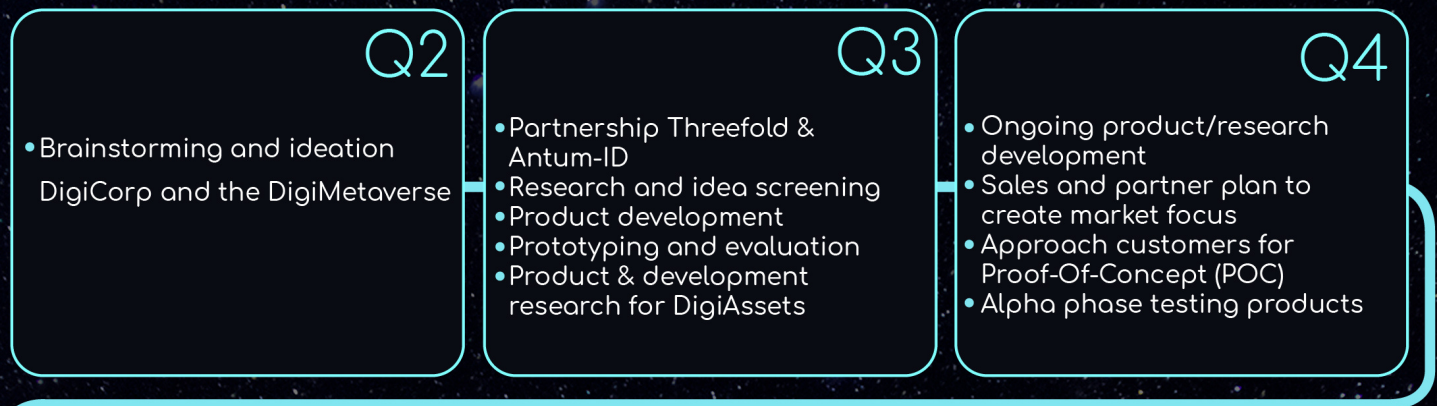 Q2
• Brainstorming and ideation
DigiCorp and the DigiMetaverse
Q3
• Partnership Threefold &
Antum-ID
• Research and idea screening
• Product development
• Prototyping and evaluation
• Product & development
research for DigiAssets
Q4
• Ongoing product/research
development
• Sales and partner plan to
create market focus
• Approach customers for
Proof-Of-Concept (POC)
• Alpha phase testing products